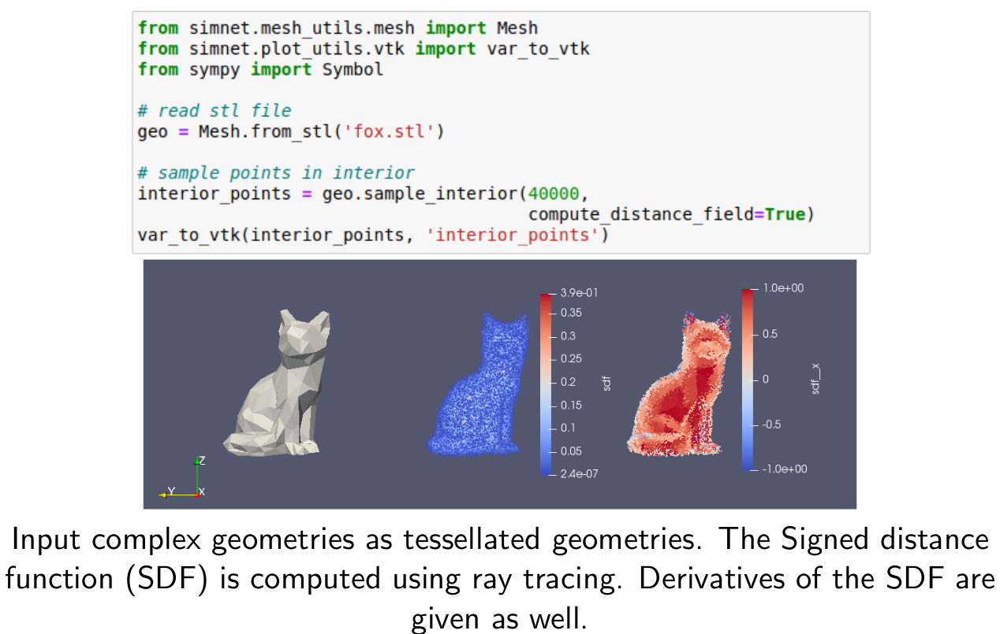 from simnet.mesh_utils.mesh import Mesh
from simnet.plot_utils.vtk import var_to_vtk
from sympy import Symbol
# read stl file
geo = Mesh.from_stl('fox.stl')
# sample points in interior
interior_points = geo.sample_interior(40000,
compute_distance_field=True)
var_to_vtk(interior_points, 'interior_points')
3.9e-01
0.35
0.3
0.25
0.2
0.15
0.1
0.05
2.4e-07
sdf
1.0e+00
0.5
0
-0.5
-1.0e+00
sdf__x
Z
Y
X
Input complex geometries as tessellated geometries. The Signed distance
function (SDF) is computed using ray tracing. Derivatives of the SDF are
given as well.